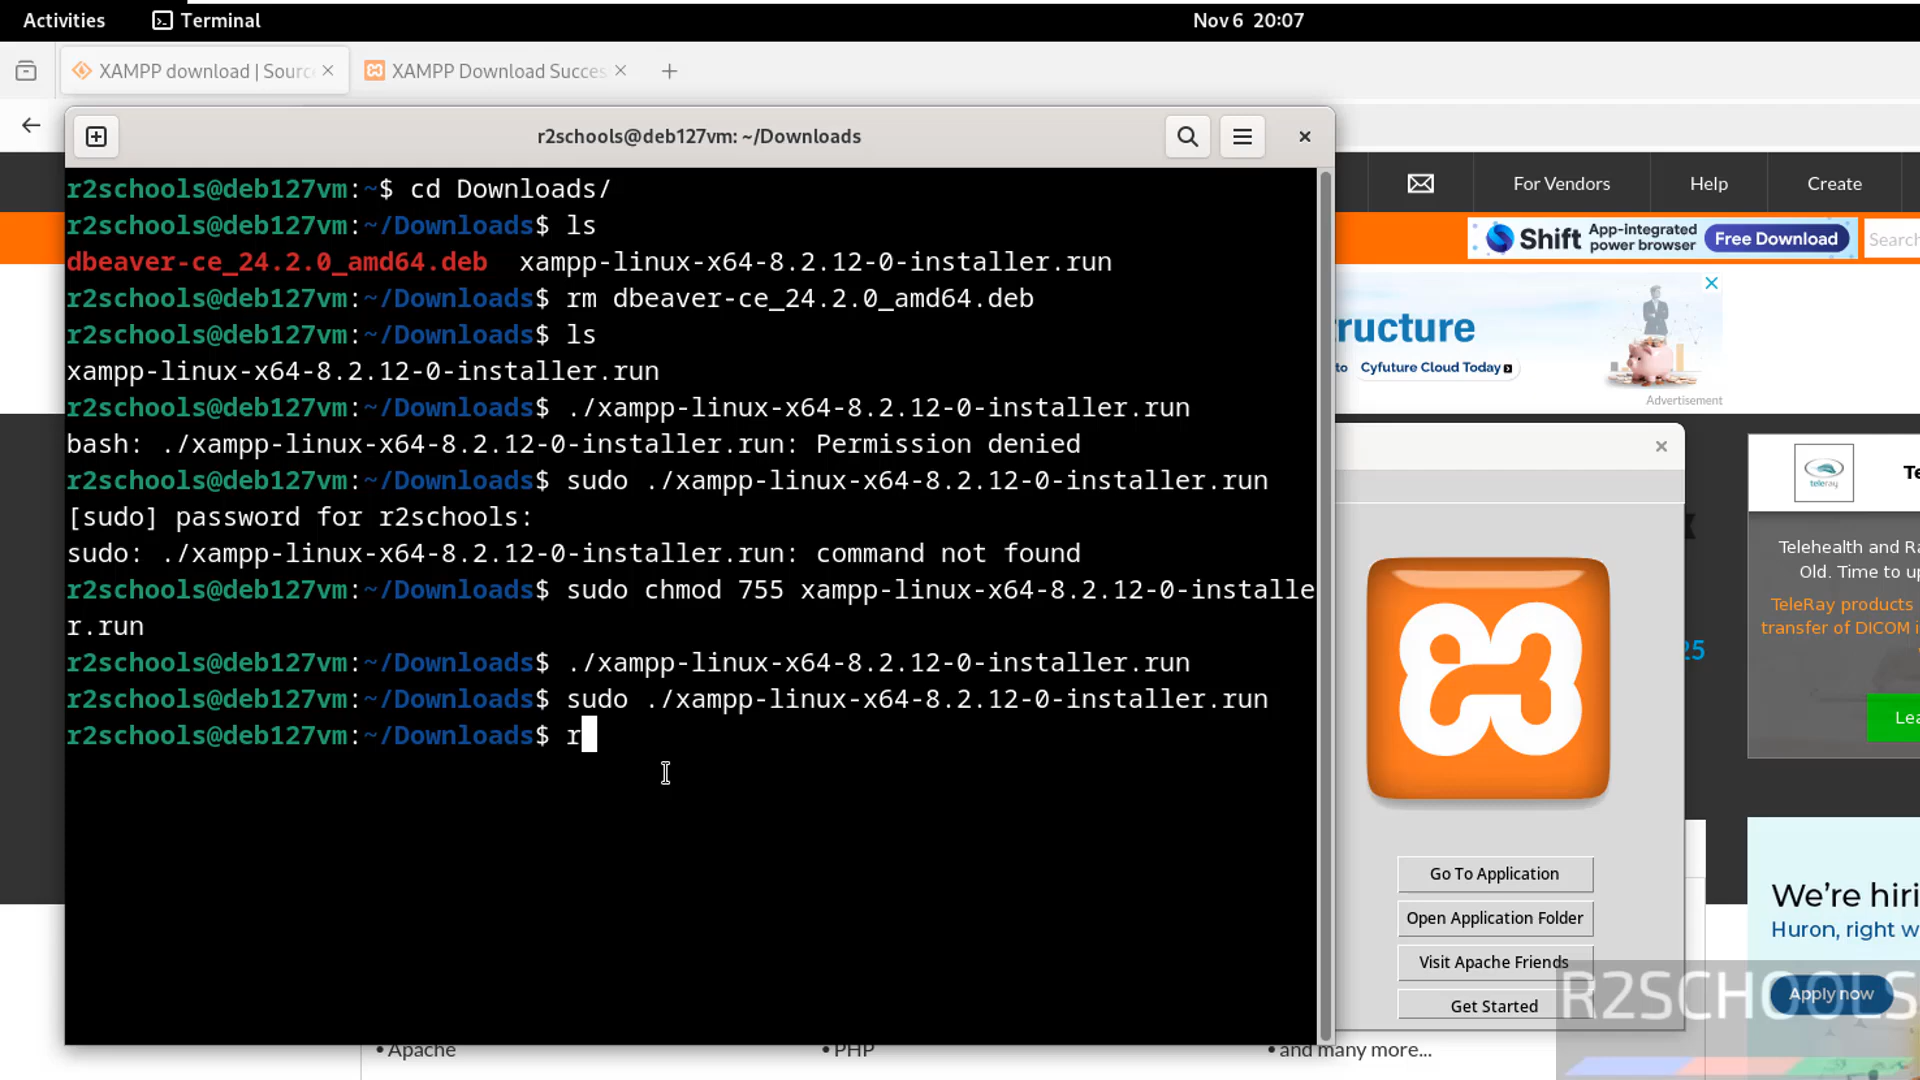 Activities
Terminal
Nov 6 20:07
XAMPP download | Sourc
XAMPP Download Succes
r2schools@deb127vm: ~/Downloads
r2schools@deb127vm:~$ cd Downloads/
r2schools@deb127vm:~/Downloads$ ls
dbeaver-ce_24.2.0_amd64.deb xampp-linux-x64-8.2.12-0-installer.run
r2schools@deb127vm:~/Downloads$ rm dbeaver-ce_24.2.0_amd64.deb
r2schools@deb127vm:~/Downloads$ ls
xampp-linux-x64-8.2.12-0-installer.run
r2schools@deb127vm:~/Downloads$ ./xampp-linux-x64-8.2.12-0-installer.run
bash: ./xampp-linux-x64-8.2.12-0-installer.run: Permission denied
r2schools@deb127vm:~/Downloads$ sudo ./xampp-linux-x64-8.2.12-0-installer.run
[sudo] password for r2schools:
sudo: ./xampp-linux-x64-8.2.12-0-installer.run: command not found
r2schools@deb127vm:~/Downloads$ sudo chmod 755 xampp-linux-x64-8.2.12-0-installe
r.run
r2schools@deb127vm:~/Downloads$ ./xampp-linux-x64-8.2.12-0-installer.run
r2schools@deb127vm:~/Downloads$ sudo ./xampp-linux-x64-8.2.12-0-installer.run
r2schools@deb127vm:~/Downloads$ r
For Vendors
Help
Create
Shift
App-integrated
power browser
Free Download
Search
ructure
to Cyfuture Cloud Today
Advertisement
teleray
Te
Telehealth and Ra
Old. Time to up
TeleRay products
transfer of DICOM i
25
Lea
Go To Application
Open Application Folder
Visit Apache Friends
Get Started
We're hiri
Huron, right w
Apply now
R2SCHOOLS
• Apache
• PHP
• and many more...